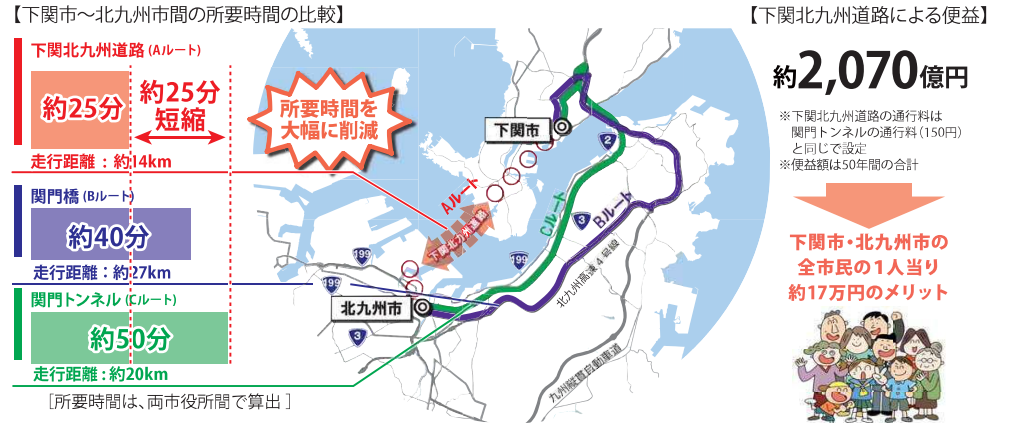 【下関市～北九州市間の所要時間の比較】
下関北九州道路(Aルート)
約25分
約25分
短縮
走行距離：約14km
関門橋(Bルート)
約40分
走行距離：約27km
関門トンネル(Cルート)
約50分
走行距離：約20km
［所要時間は、両市役所間で算出］
所要時間を
大幅に削減
下関市
Aルート
下関北九州道路
Cルート
Bルート
2
3
199
199
199
3
北九州市
北九州高速4号線
九州縦貫自動車道
【下関北九州道路による便益】
約2,070億円
※下関北九州道路の通行料は
関門トンネルの通行料(150円)
と同じで設定
※便益額は50年間の合計
下関市・北九州市の
全市民の1人当り
約17万円のメリット